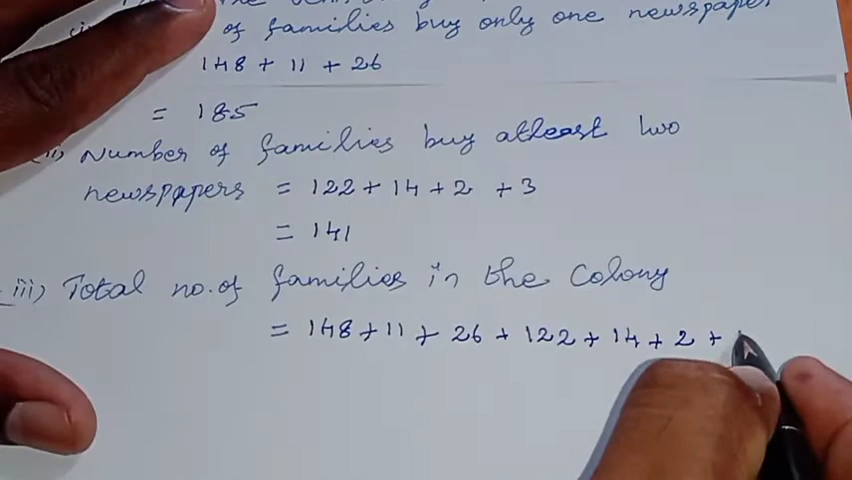 of families buy only one newspaper
148 + 11 + 26
= 185
(ii) Number of families buy atleast two
newspapers = 122 + 14 + 2 + 3
= 141
(iii) Total no. of families in the Colony
= 148 + 11 + 26 + 122 + 14 + 2 +